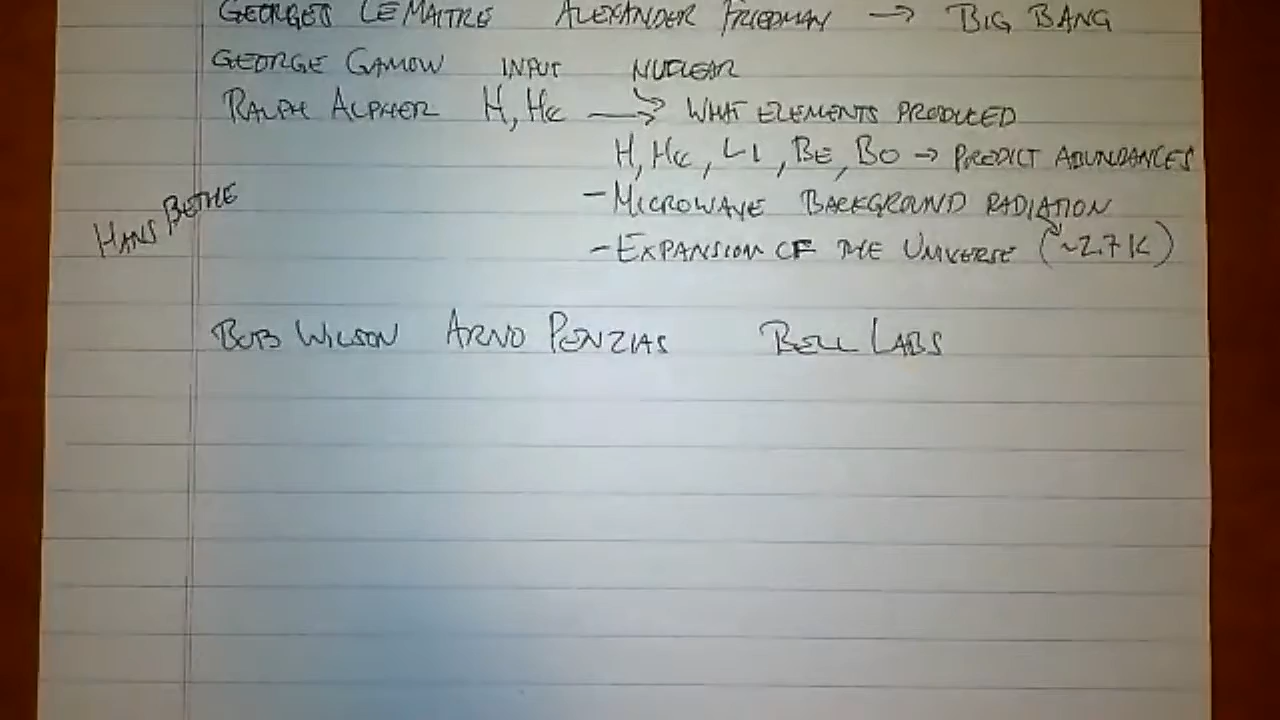 GEORGES LEMAITRE ALEXANDER FRIEDMAN → BIG BANG
GEORGE GAMOW INPUT NUCLEAR
RALPH ALPHER H, He → WHAT ELEMENTS PRODUCED
H, He, LI, BE, BO → PREDICT ABUNDANCES
- MICROWAVE BACKGROUND RADIATION
HANS BETHE
- EXPANSION OF THE UNIVERSE (~2.7K)
BOB WILSON ARNO PENZIAS BELL LABS